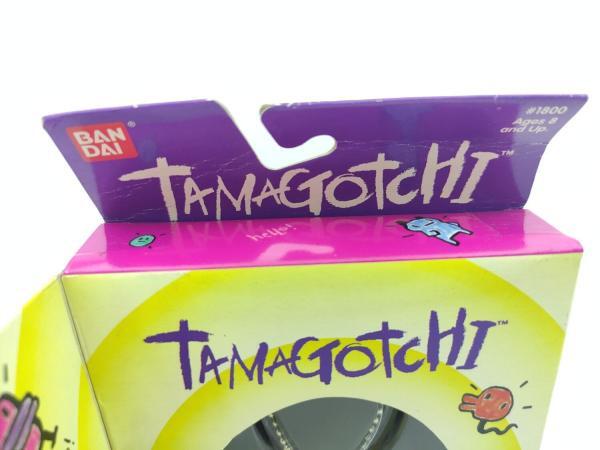 BAN
DAI
#1800
Ages 8
and Up.
TAMAGOTCHI™
hello!
TAMAGOTCHI™